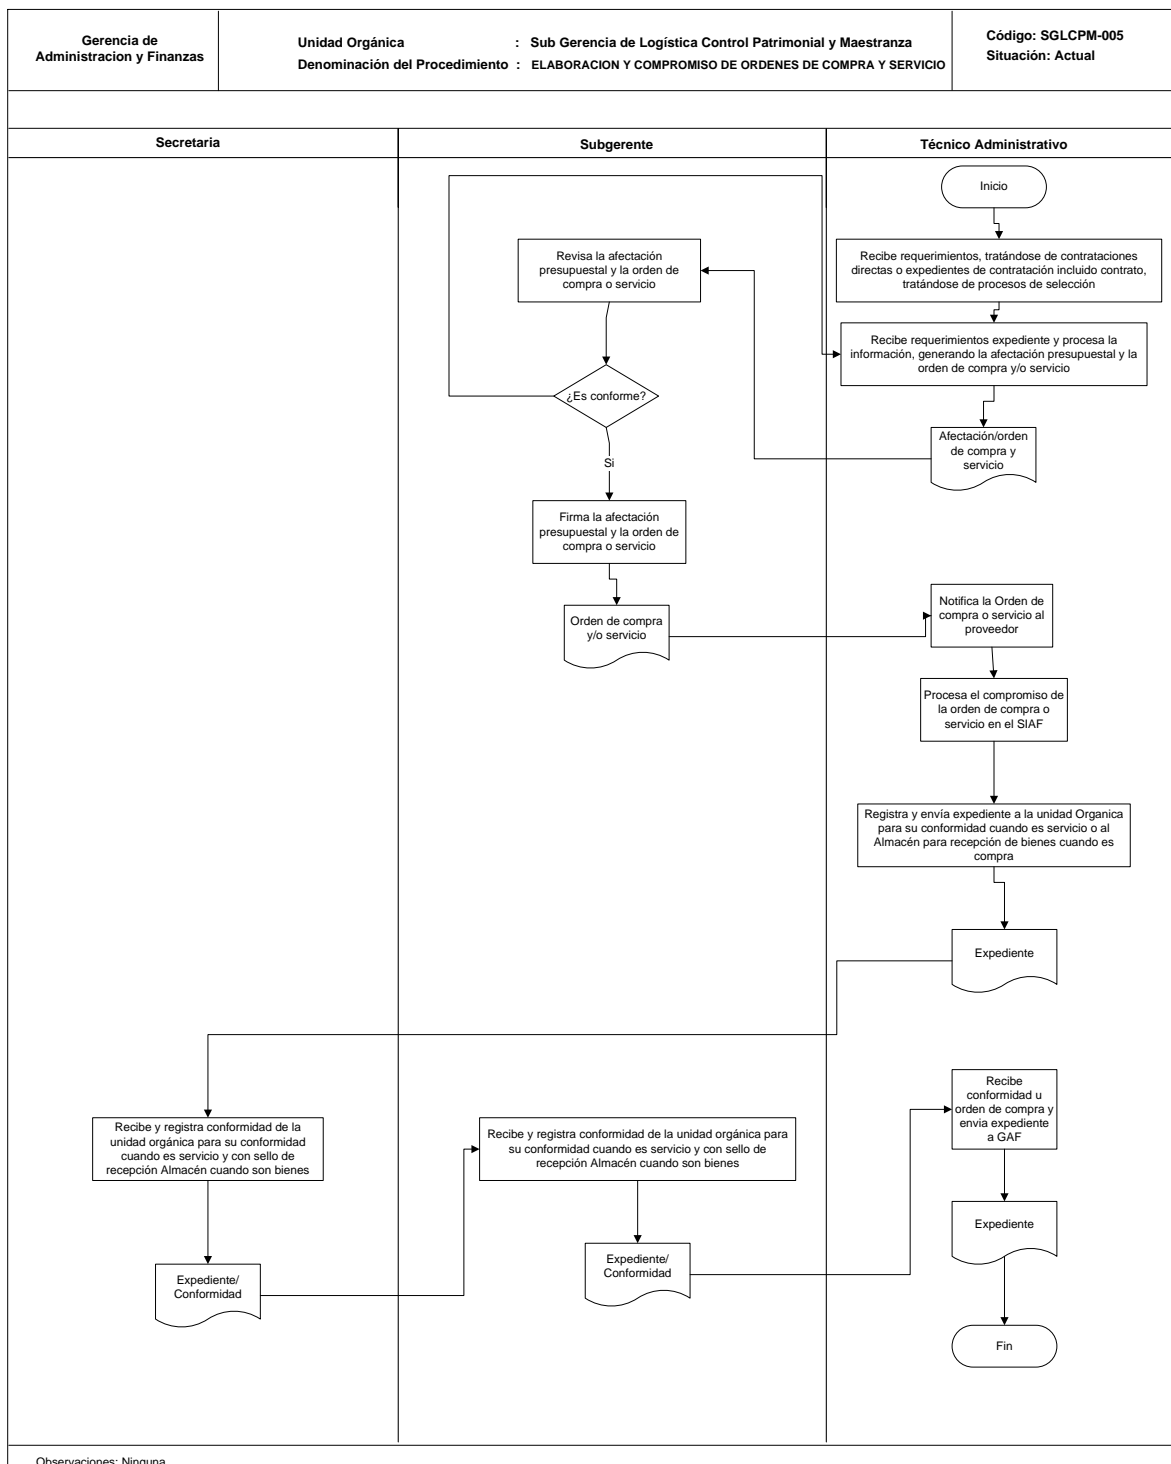 Gerencia de
Administracion y Finanzas
Unidad Orgánica : Sub Gerencia de Logística Control Patrimonial y Maestranza
Denominación del Procedimiento : ELABORACION Y COMPROMISO DE ORDENES DE COMPRA Y SERVICIO
Código: SGLCPM-005
Situación: Actual
Secretaria
Subgerente
Técnico Administrativo
Inicio
Recibe requerimientos, tratándose de contrataciones
directas o expedientes de contratación incluido contrato,
tratándose de procesos de selección
Recibe requerimientos expediente y procesa la
información, generando la afectación presupuestal y la
orden de compra y/o servicio
Afectación/orden
de compra y
servicio
Revisa la afectación
presupuestal y la orden de
compra o servicio
¿Es conforme?
Si
Firma la afectación
presupuestal y la orden de
compra o servicio
Orden de compra
y/o servicio
Notifica la Orden de
compra o servicio al
proveedor
Procesa el compromiso de
la orden de compra o
servicio en el SIAF
Registra y envía expediente a la unidad Organica
para su conformidad cuando es servicio o al
Almacén para recepción de bienes cuando es
compra
Expediente
Recibe y registra conformidad de la
unidad orgánica para su conformidad
cuando es servicio y con sello de
recepción Almacén cuando son bienes
Expediente/
Conformidad
Recibe y registra conformidad de la unidad orgánica para
su conformidad cuando es servicio y con sello de
recepción Almacén cuando son bienes
Expediente/
Conformidad
Recibe
conformidad u
orden de compra y
envia expediente
a GAF
Expediente
Fin
Observaciones: Ninguna